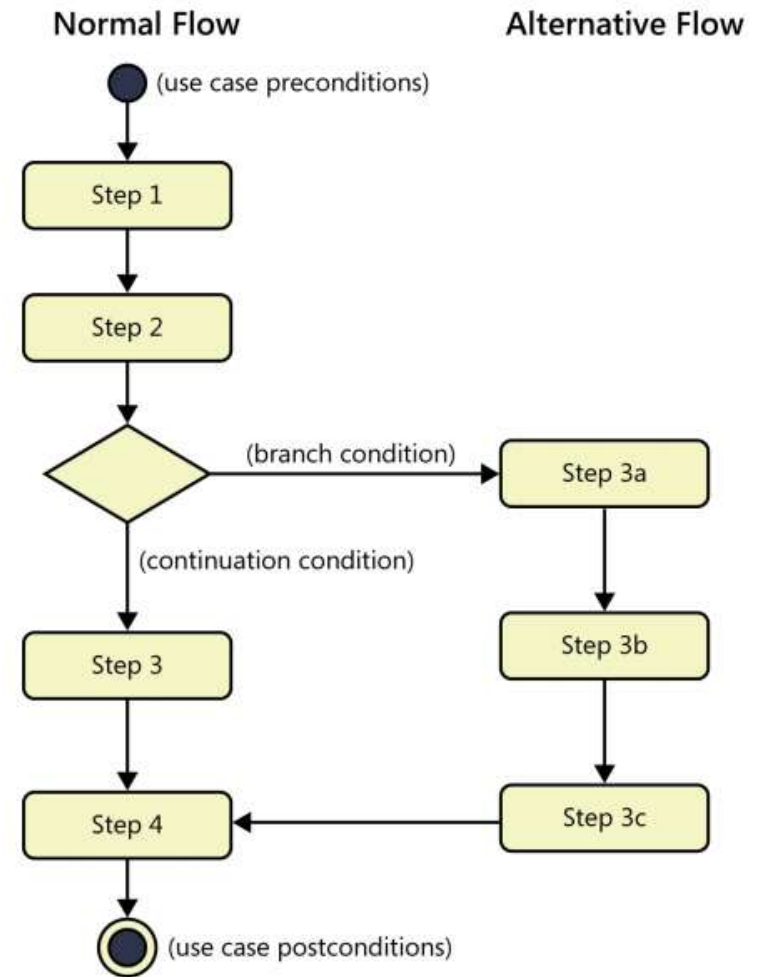 Normal Flow
Alternative Flow
(use case preconditions)
Step 1
Step 2
(branch condition)
Step 3a
(continuation condition)
Step 3b
Step 3
Step 3c
Step 4
(use case postconditions)